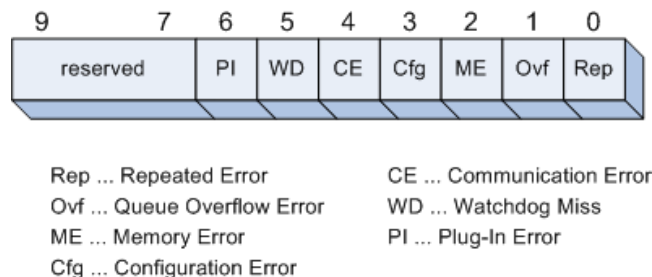 9 7 6 5 4 3 2 1 0
reserved PI WD CE Cfg ME Ovf Rep
Rep ... Repeated Error
Ovf ... Queue Overflow Error
ME ... Memory Error
Cfg ... Configuration Error
CE ... Communication Error
WD ... Watchdog Miss
PI ... Plug-In Error